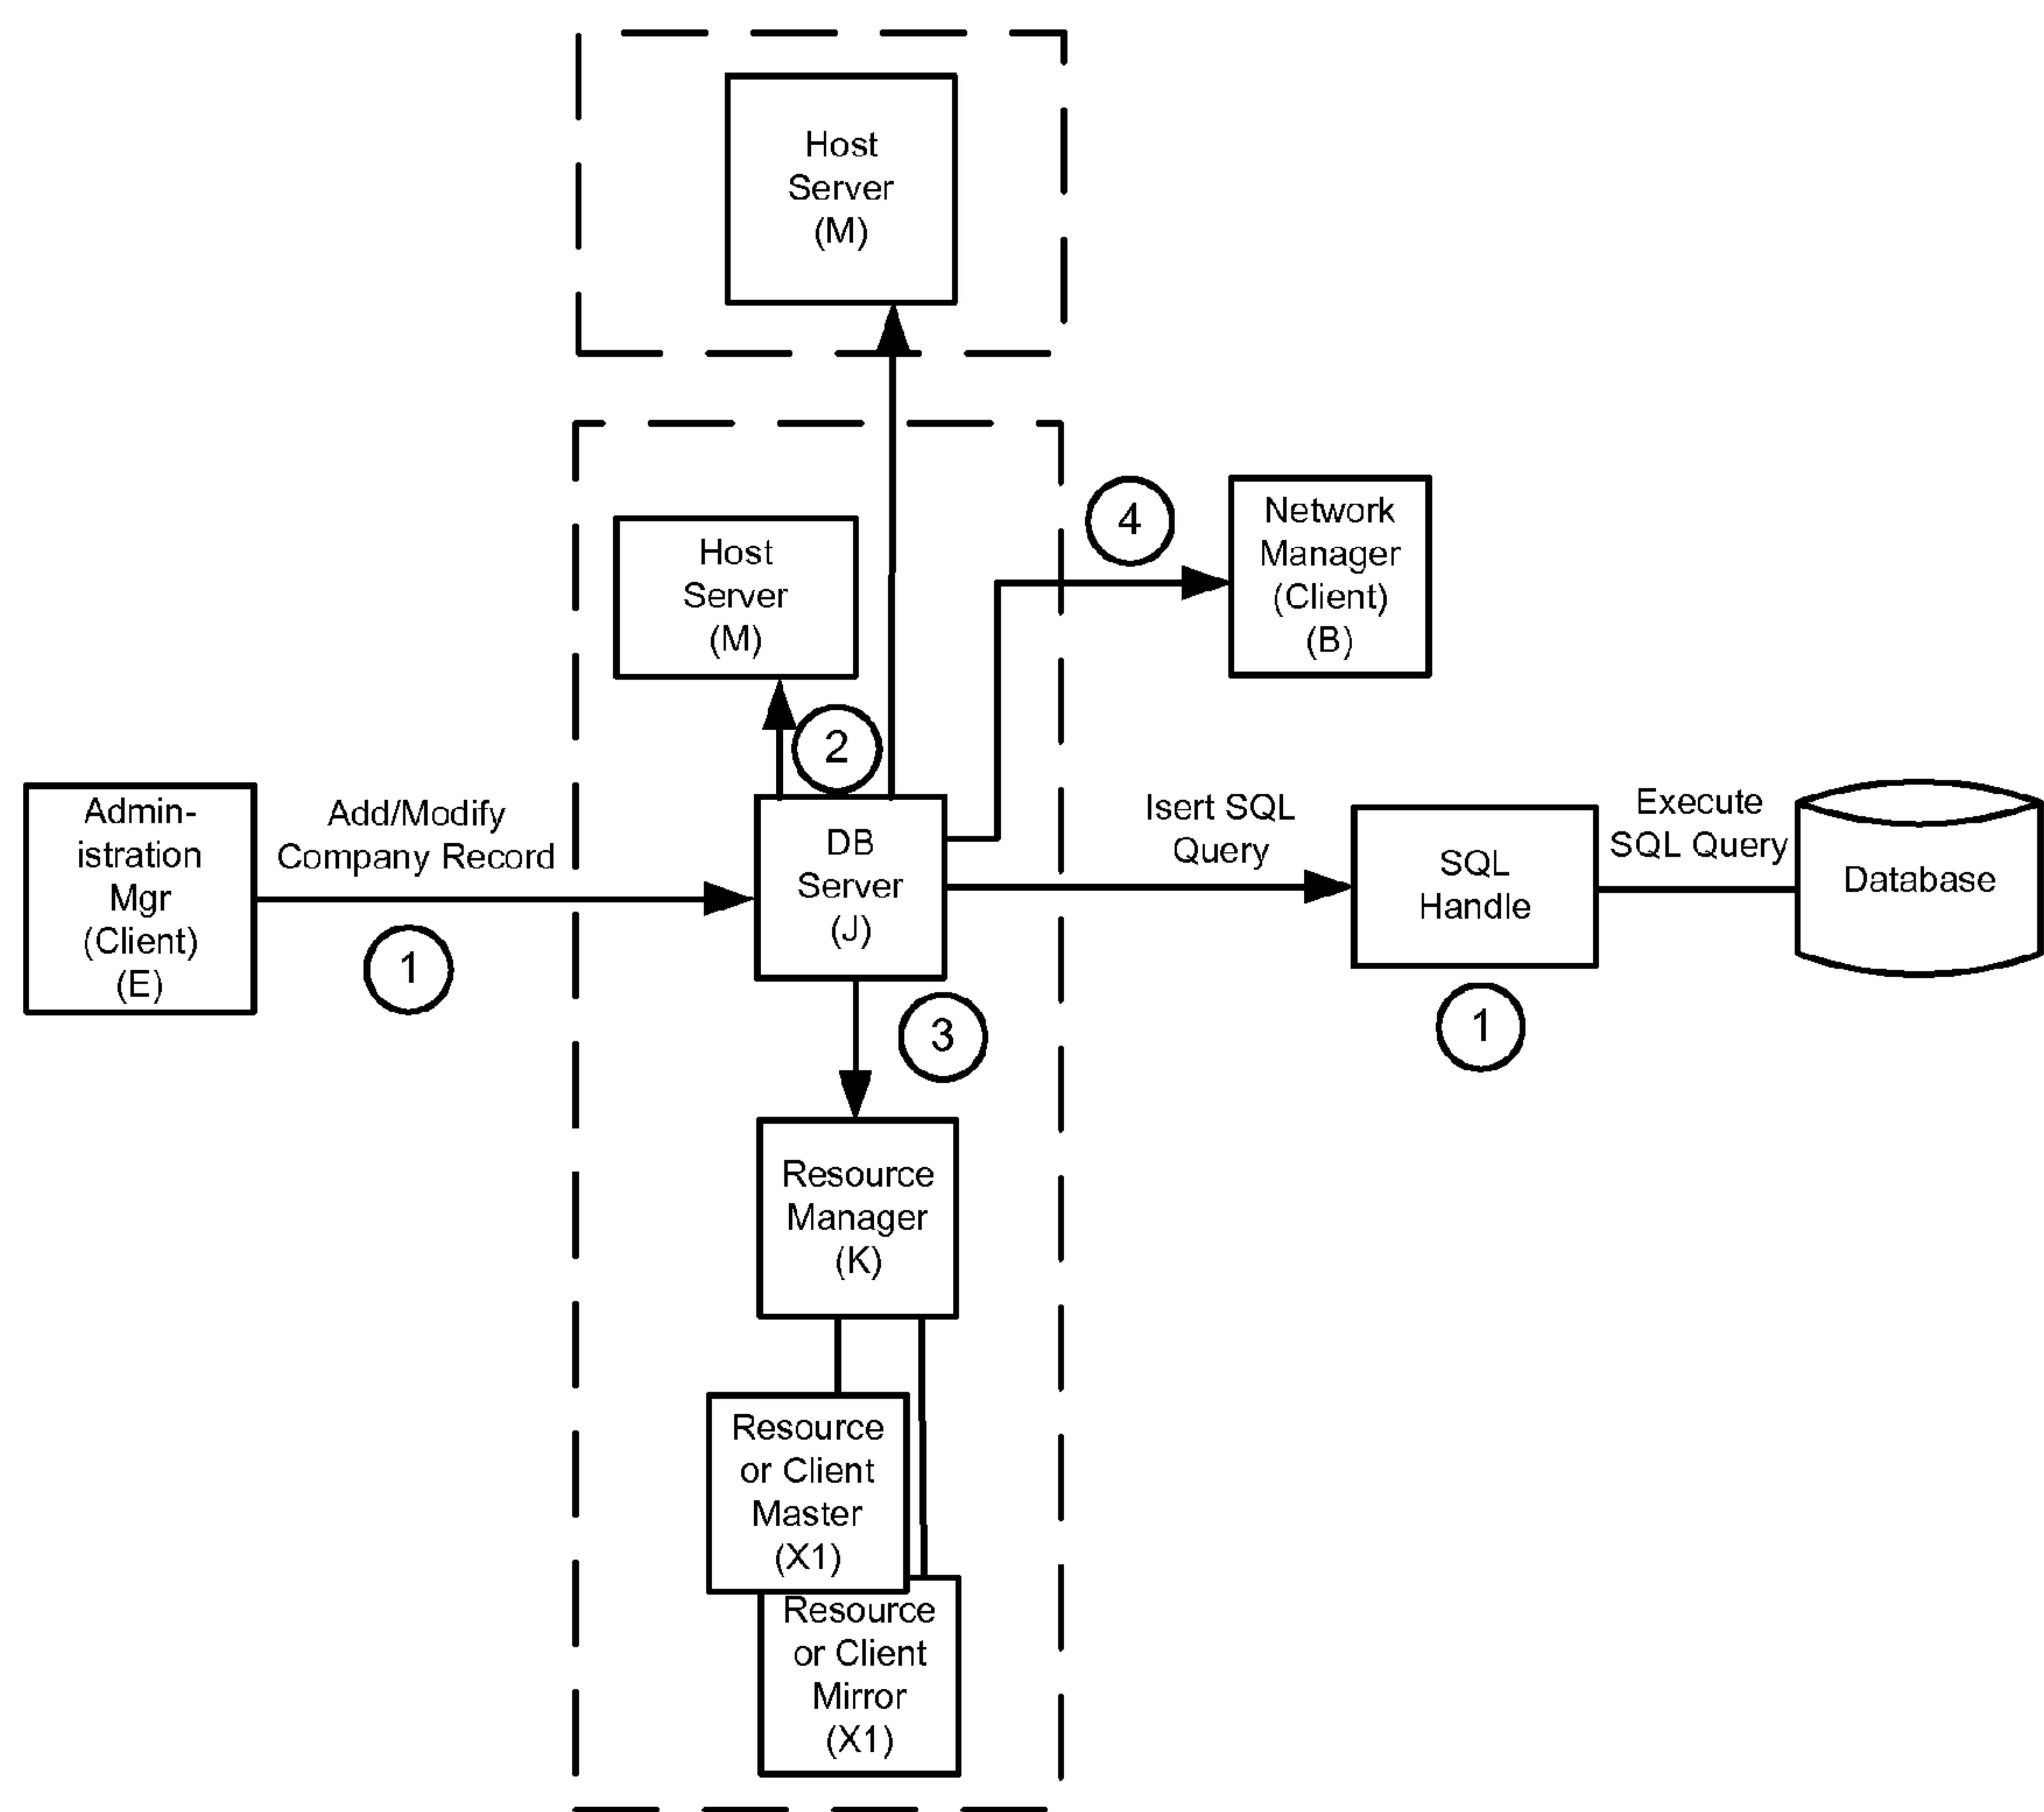 Host
Server
(M)
Host
Server
(M)
2
4
Network
Manager
(Client)
(B)
Admin-
istration
Mgr
(Client)
(E)
Add/Modify
Company Record
1
DB
Server
(J)
Isert SQL
Query
SQL
Handle
1
Execute
SQL Query
Database
3
Resource
Manager
(K)
Resource
or Client
Master
(X1)
Resource
or Client
Mirror
(X1)